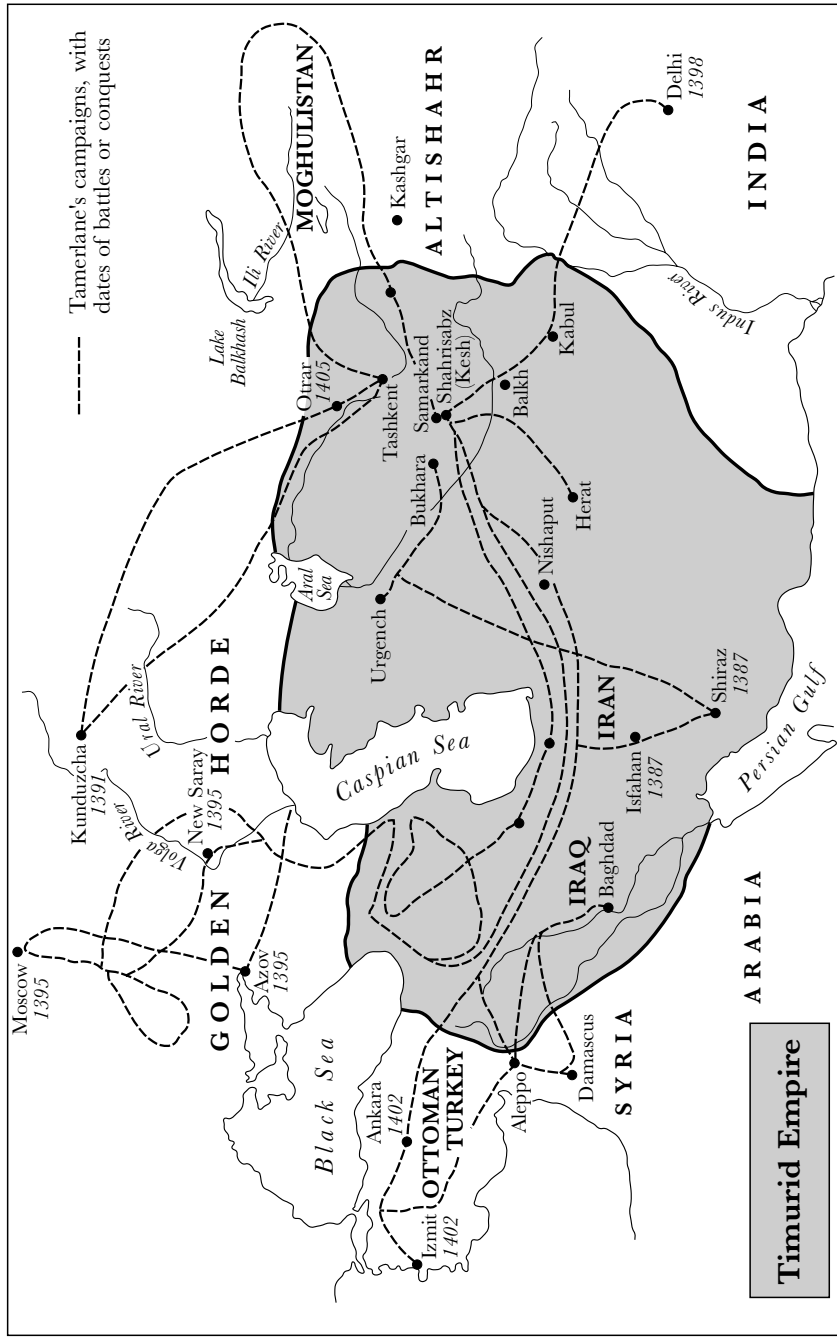 Tamerlane's campaigns, with
dates of battles or conquests
Moscow
1395
Kunduzcha
1391
Volga River
Ural River
New Saray
1395
GOLDEN HORDE
Azov
1395
Black Sea
Caspian Sea
Aral
Sea
Lake
Balkhash
Ili River
MOGHULISTAN
Kashgar
ALTISHAHR
Otrar
1405
Tashkent
Samarkand
Shahrisabz
(Kesh)
Bukhara
Urgench
Balkh
Kabul
Herat
Nishaput
Delhi
1398
INDIA
Indus River
IRAN
Isfahan
1387
Shiraz
1387
Persian Gulf
IRAQ
Baghdad
ARABIA
Ankara
1402
OTTOMAN
TURKEY
Izmit
1402
Aleppo
Damascus
SYRIA
Timurid Empire